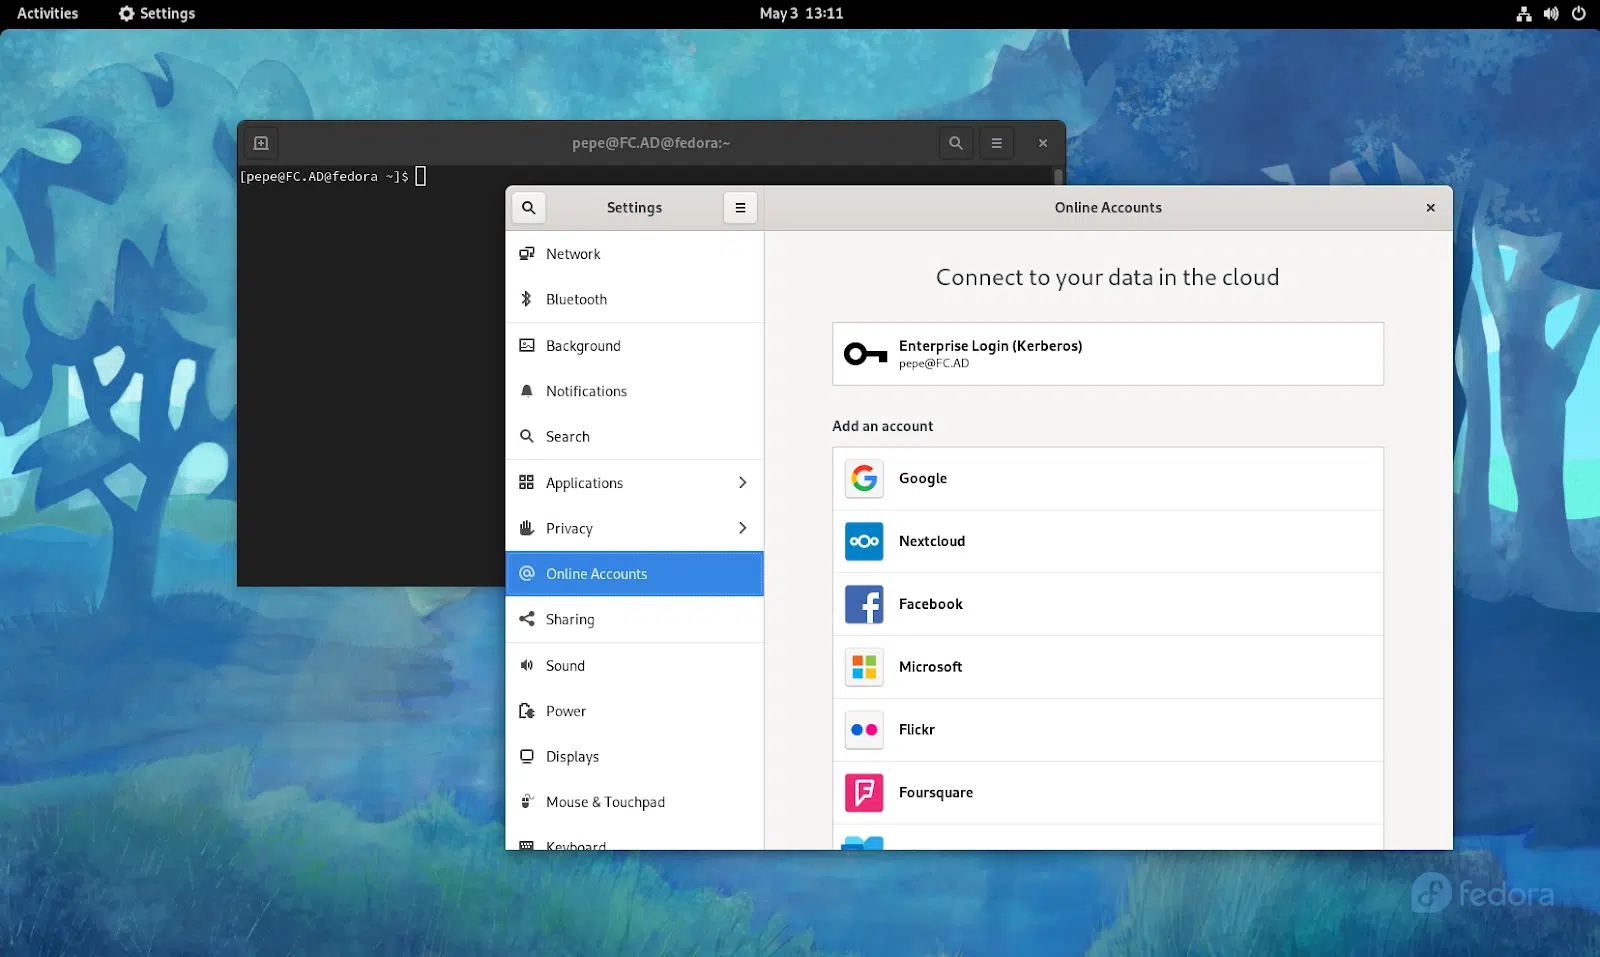 Activities
Settings
May 3 13:11
pepe@FC.AD@fedora:~
[pepe@FC.AD@fedora ~]$
Settings
Online Accounts
Network
Bluetooth
Background
Notifications
Search
Applications
Privacy
Online Accounts
Sharing
Sound
Power
Displays
Mouse & Touchpad
Keyboard
Connect to your data in the cloud
Enterprise Login (Kerberos)
pepe@FC.AD
Add an account
Google
Nextcloud
Facebook
Microsoft
Flickr
Foursquare
fedora